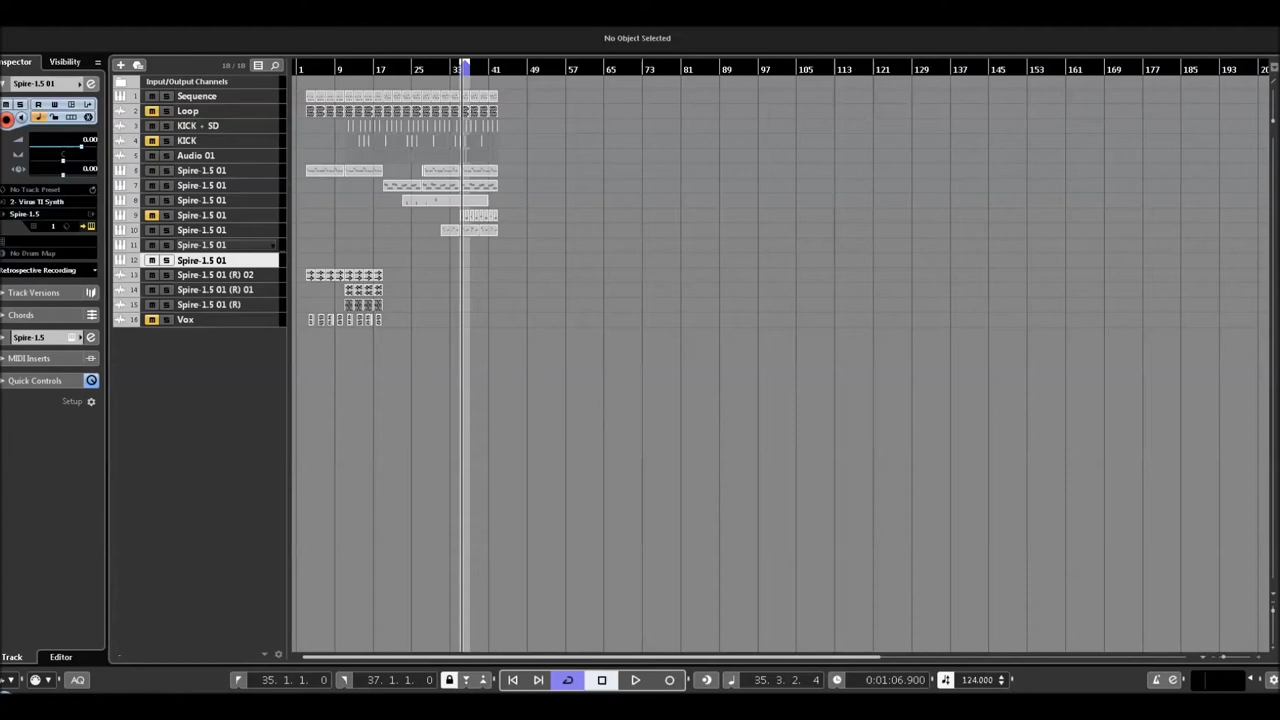 No Object Selected
nspector Visibility
18 / 18
1 9 17 25 33 41 49 57 65 73 81 89 97 105 113 121 129 137 145 153 161 169 177 185 193 20
Spire-1.5 01
Input/Output Channels
1 Sequence
2 m s Loop
3 m s KICK + SD
4 m s KICK
5 m s Audio 01
6 m s Spire-1.5 01
7 m s Spire-1.5 01
8 m s Spire-1.5 01
9 m s Spire-1.5 01
10 m s Spire-1.5 01
11 m s Spire-1.5 01
12 m s Spire-1.5 01
13 m s Spire-1.5 01 (R) 02
14 m s Spire-1.5 01 (R) 01
15 m s Spire-1.5 01 (R)
16 m s Vox
m S R W
0.00
C
0.00
No Track Preset
2- Virus TI Synth
Spire-1.5
1
No Drum Map
Retrospective Recording
Track Versions
Chords
Spire-1.5
MIDI Inserts
Quick Controls
Setup
Track Editor
AQ 35. 1. 1. 0 37. 1. 1. 0 35. 3. 2. 4 0:01:06.900 124.000